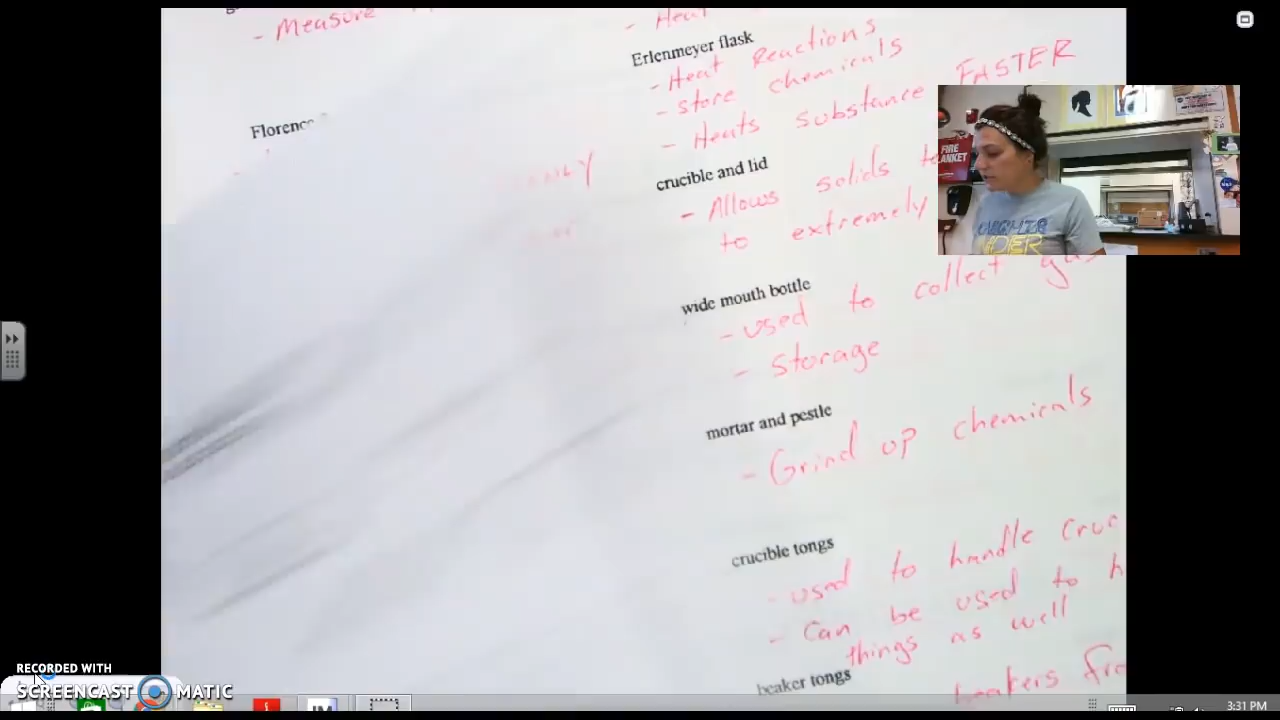 - Measure
- Heat
Erlenmeyer flask
- Heat Reactions
- store chemicals
- Heats substance FASTER
Florence
crucible and lid
- Allows solids
to extremely
wide mouth bottle
- used to collect gas
- storage
mortar and pestle
- Grind up chemicals
crucible tongs
- used to handle
- Can be used to
things as well
beaker tongs
beakers
FIRE
BLANKET
RECORDED WITH
SCREENCAST MATIC
3:31 PM